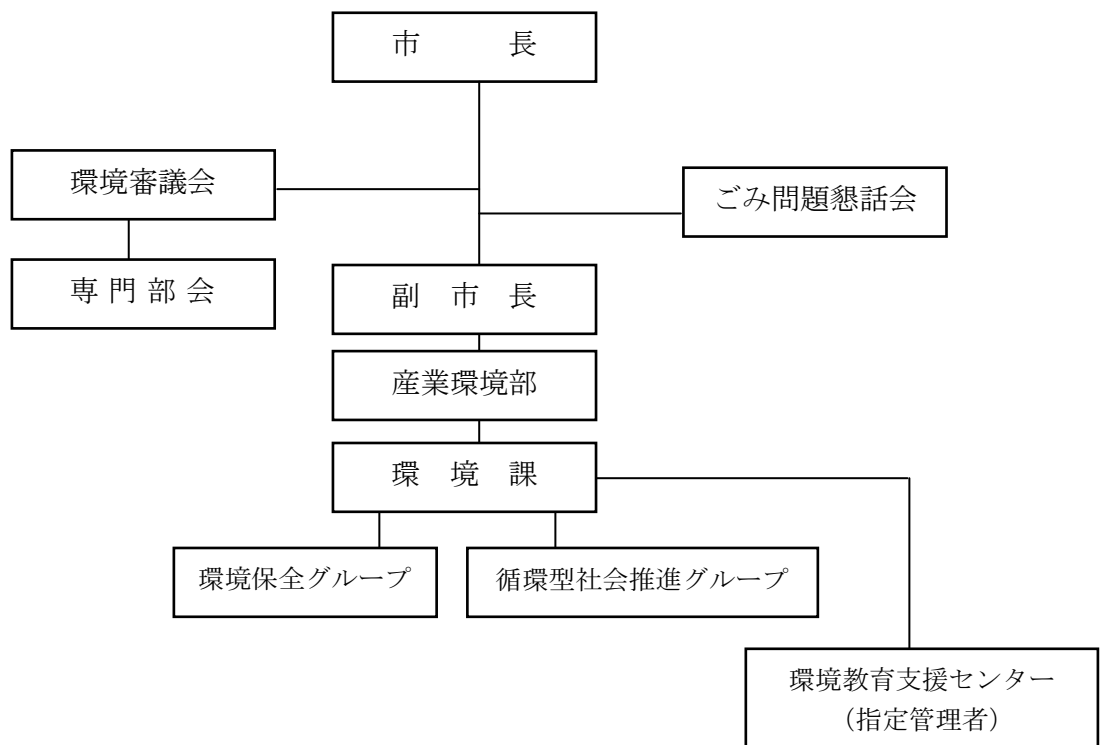 市　　　長
環境審議会
ごみ問題懇話会
専 門 部 会
副　市　長
産業環境部
環　境　課
環境保全グループ
循環型社会推進グループ
環境教育支援センター
（指定管理者）